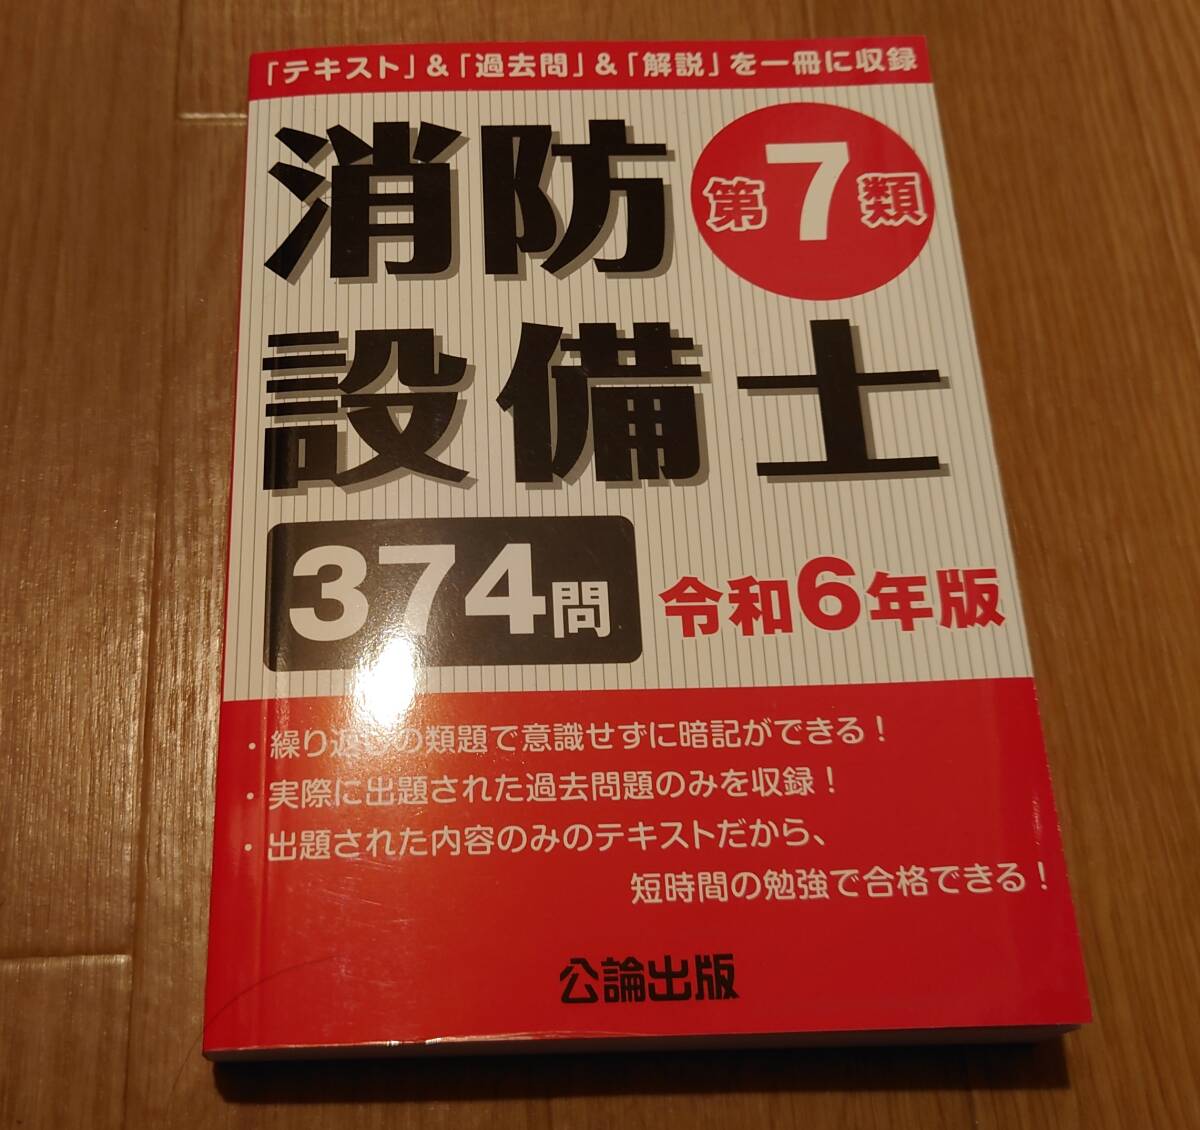 「テキスト」&「過去問」&「解説」を一冊に収録
消防
第7類
設備士
374問
令和6年版
・繰り返しの類題で意識せずに暗記ができる!
・実際に出題された過去問題のみを収録!
・出題された内容のみのテキストだから、
短時間の勉強で合格できる!
公論出版